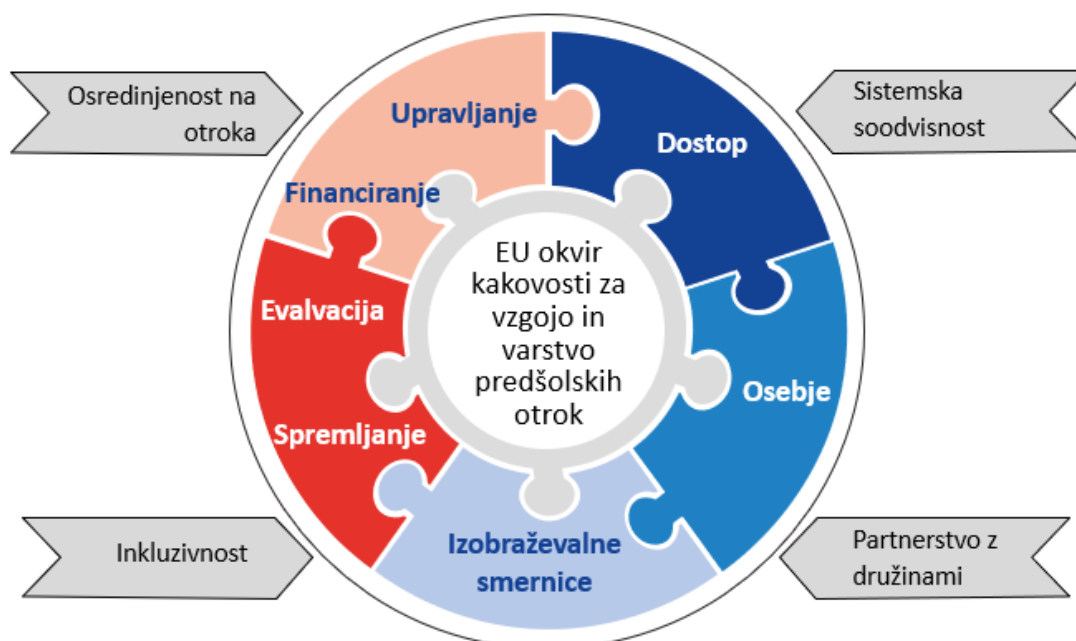 Osredinjenost na
otroka
Sistemska
soodvisnost
Upravljanje
Financiranje
Dostop
EU okvir
kakovosti za
vzgojo in
varstvo
predšolskih
otrok
Evalvacija
Spremljanje
Osebje
Izobraževalne
smernice
Inkluzivnost
Partnerstvo z
družinami